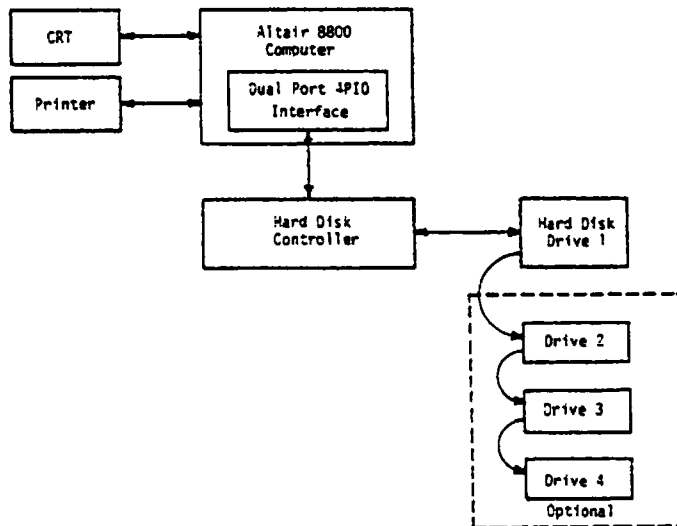 CRT
Altair 8800
Computer
Printer
Dual Port 4PIO
Interface
Hard Disk
Controller
Hard Disk
Drive 1
Drive 2
Drive 3
Drive 4
Optional